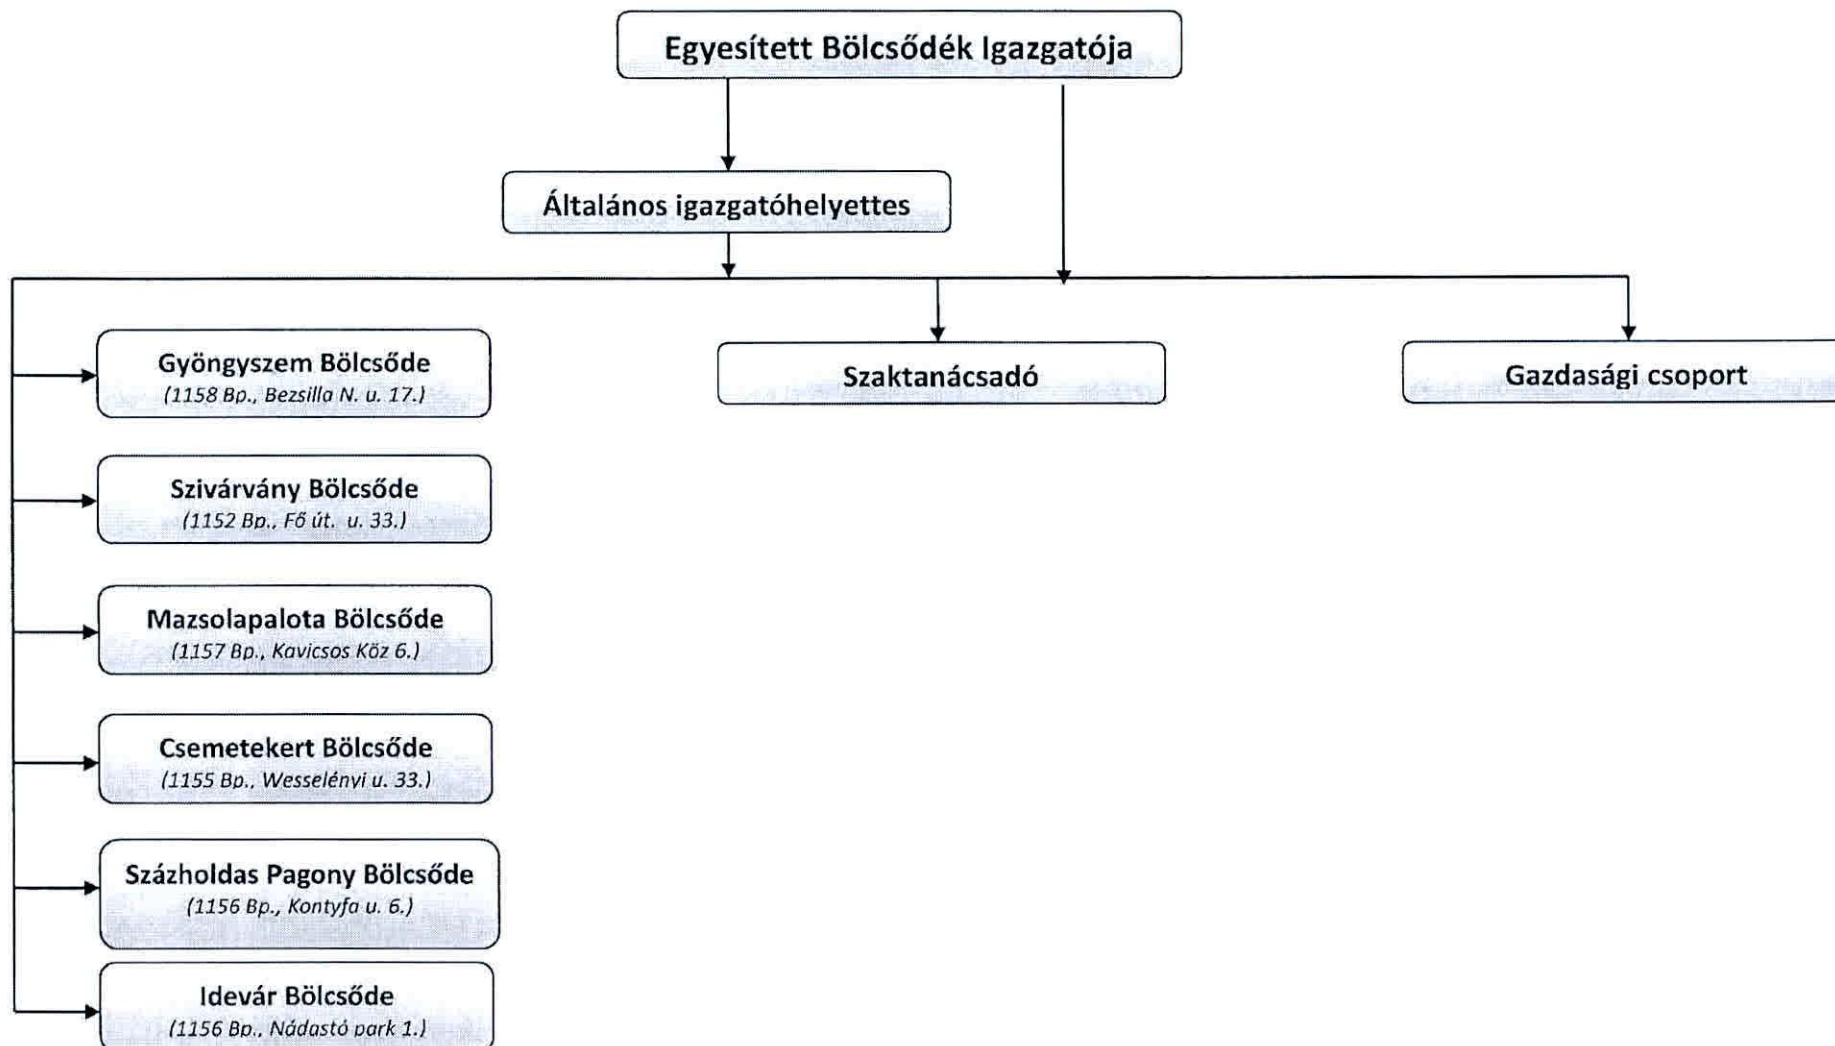 Egyesített Bölcsődék Igazgatója
Általános igazgatóhelyettes
Gyöngyszem Bölcsőde
(1158 Bp., Bezsilla N. u. 17.)
Szaktanácsadó
Gazdasági csoport
Szivárvány Bölcsőde
(1152 Bp., Fő út. u. 33.)
Mazsolapalota Bölcsőde
(1157 Bp., Kavicsos Köz 6.)
Csemetekert Bölcsőde
(1155 Bp., Wesselényi u. 33.)
Százholdas Pagony Bölcsőde
(1156 Bp., Kontyfa u. 6.)
Idevár Bölcsőde
(1156 Bp., Nádastó park 1.)